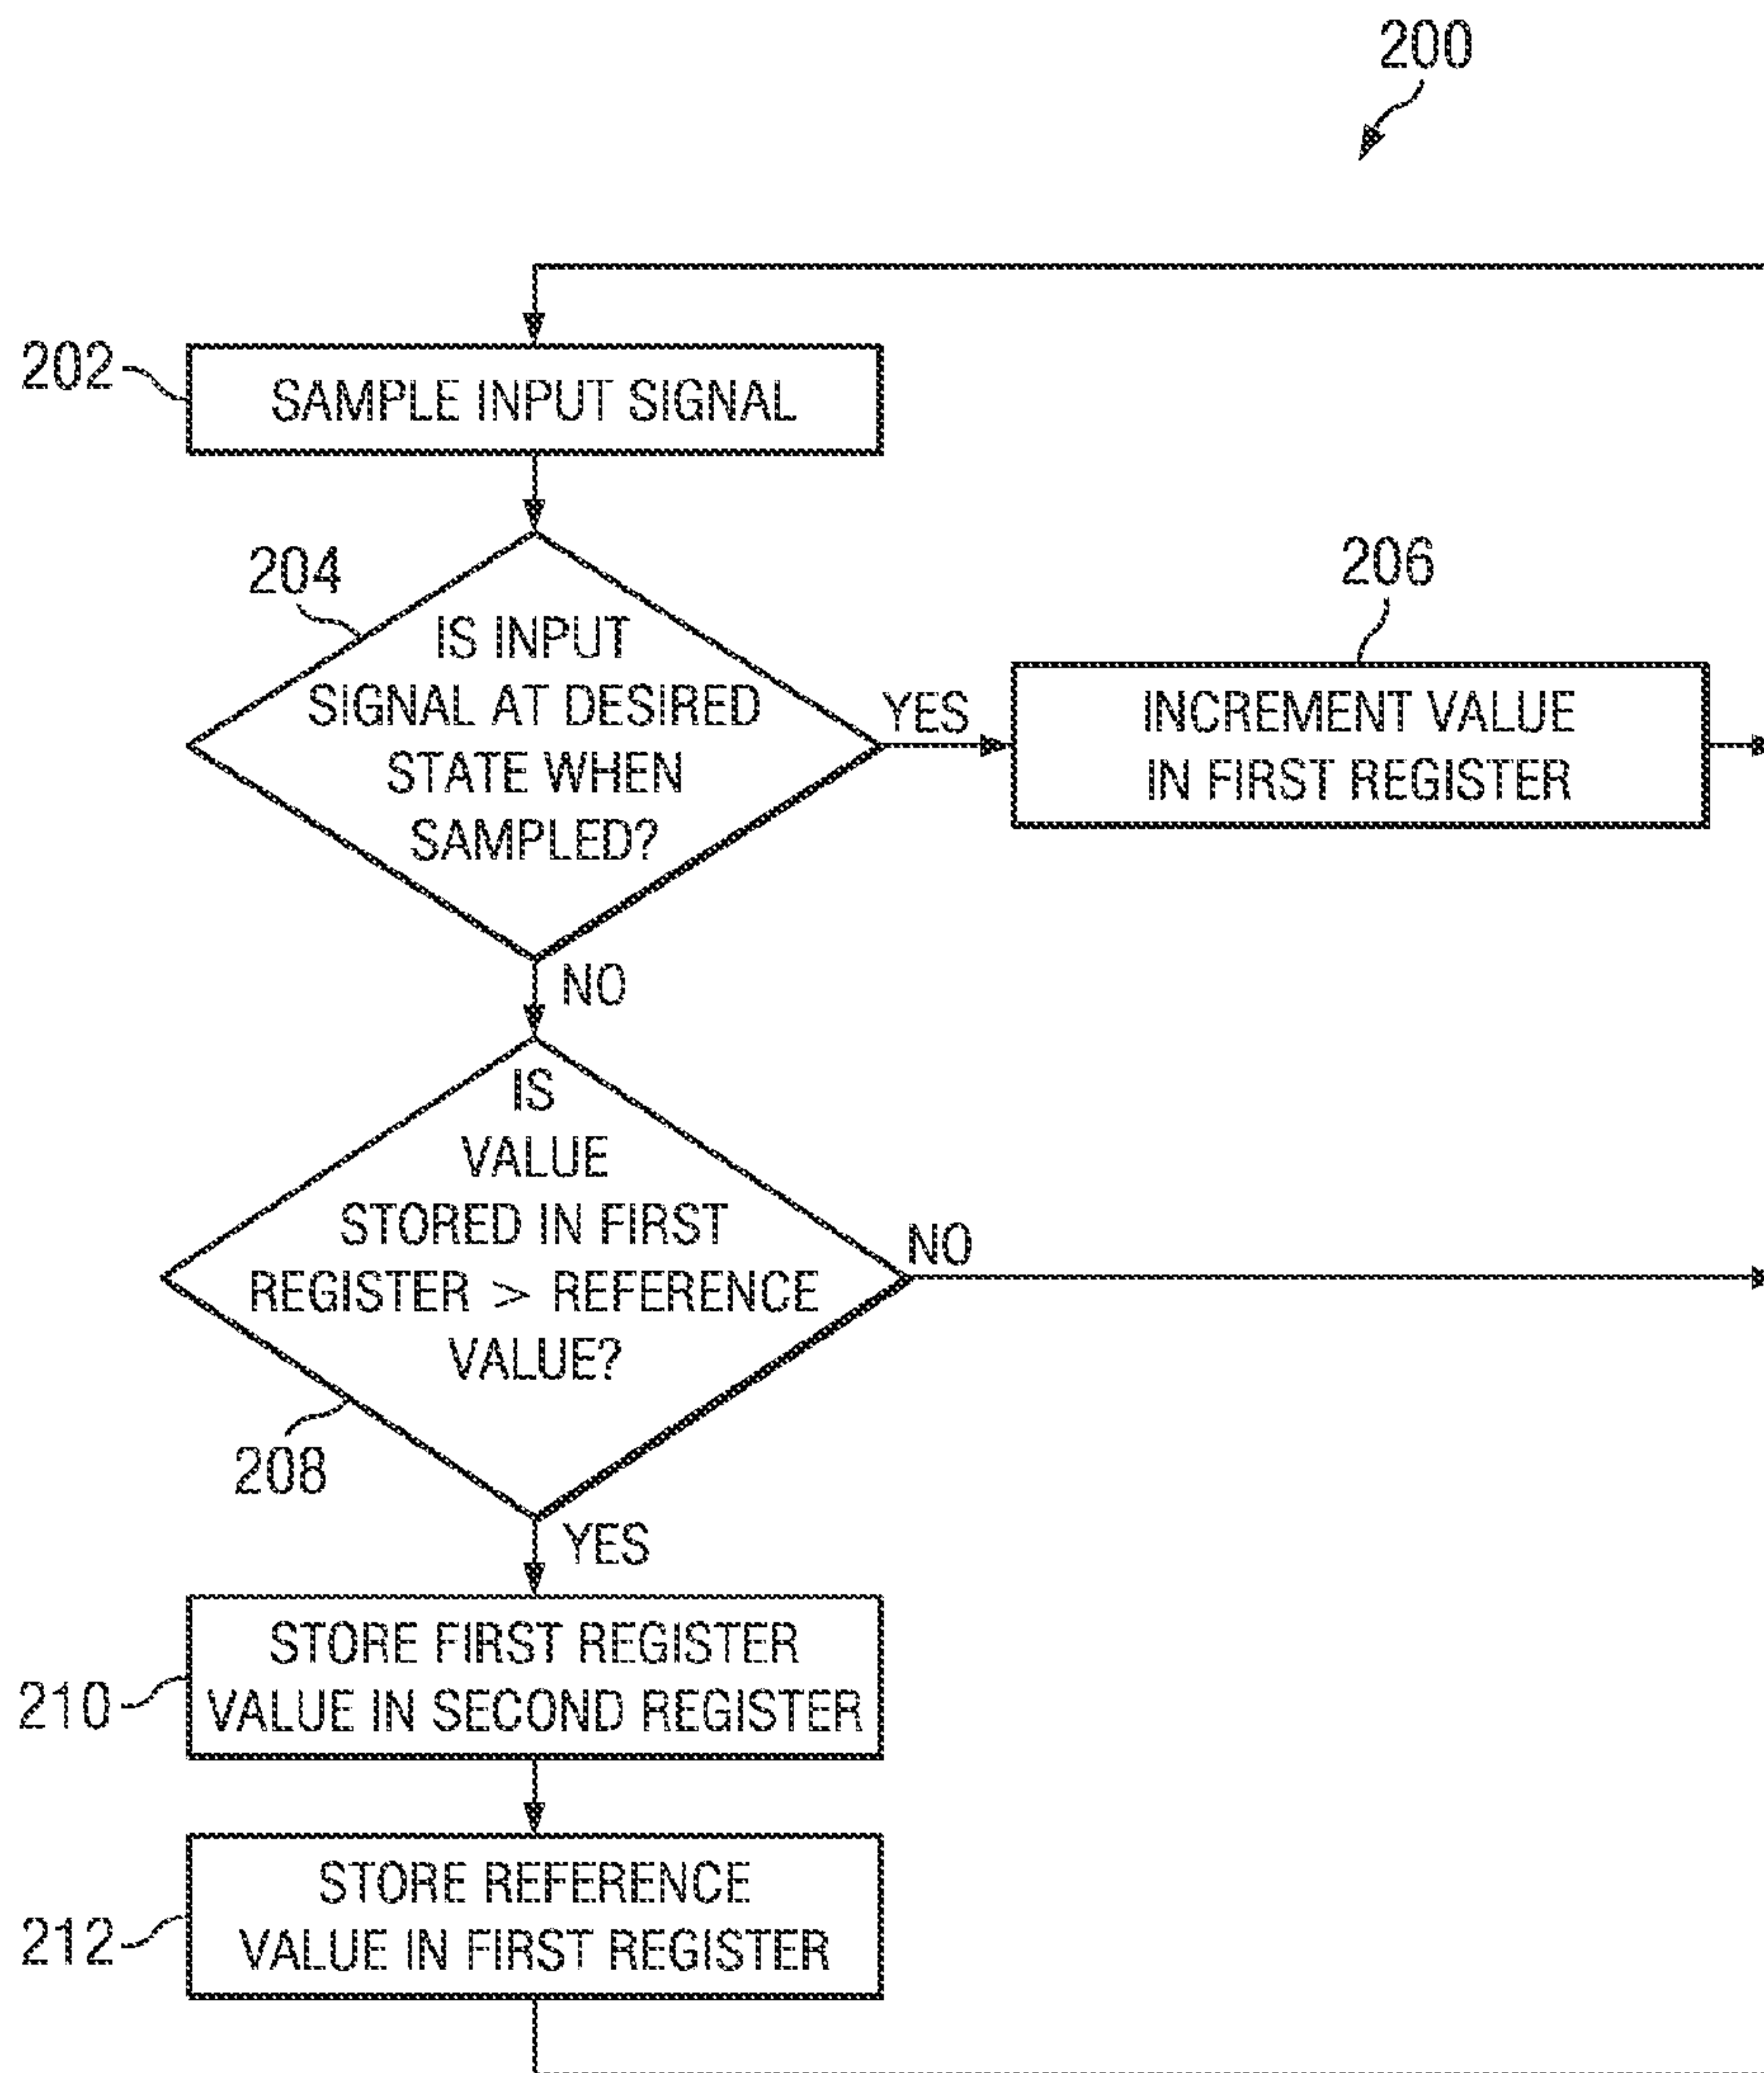 200
202
SAMPLE INPUT SIGNAL
204
IS INPUT
SIGNAL AT DESIRED
STATE WHEN
SAMPLED?
YES
206
INCREMENT VALUE
IN FIRST REGISTER
NO
IS
VALUE
STORED IN FIRST
REGISTER > REFERENCE
VALUE?
NO
208
YES
STORE FIRST REGISTER
VALUE IN SECOND REGISTER
210
STORE REFERENCE
VALUE IN FIRST REGISTER
212